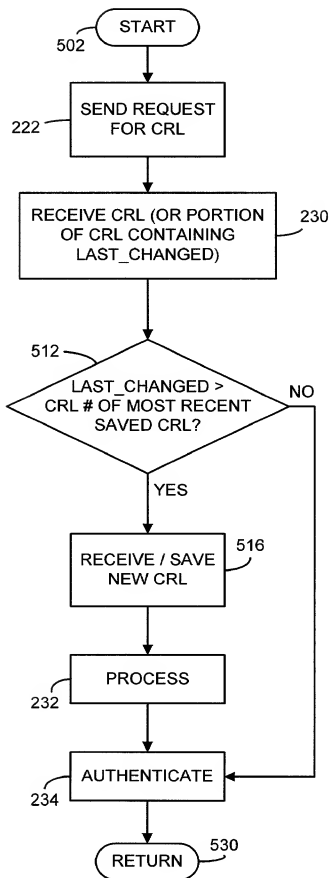 START
502
SEND REQUEST
FOR CRL
222
RECEIVE CRL (OR PORTION
OF CRL CONTAINING
LAST_CHANGED)
230
512
LAST_CHANGED >
CRL # OF MOST RECENT
SAVED CRL?
NO
YES
RECEIVE / SAVE
NEW CRL
516
PROCESS
232
AUTHENTICATE
234
RETURN
530